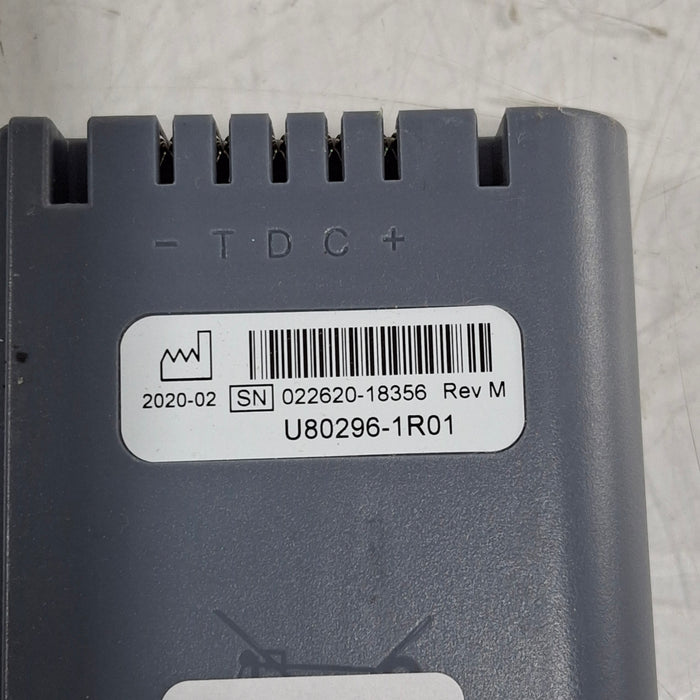 - T D C +
2020-02 SN 022620-18356 Rev M
U80296-1R01